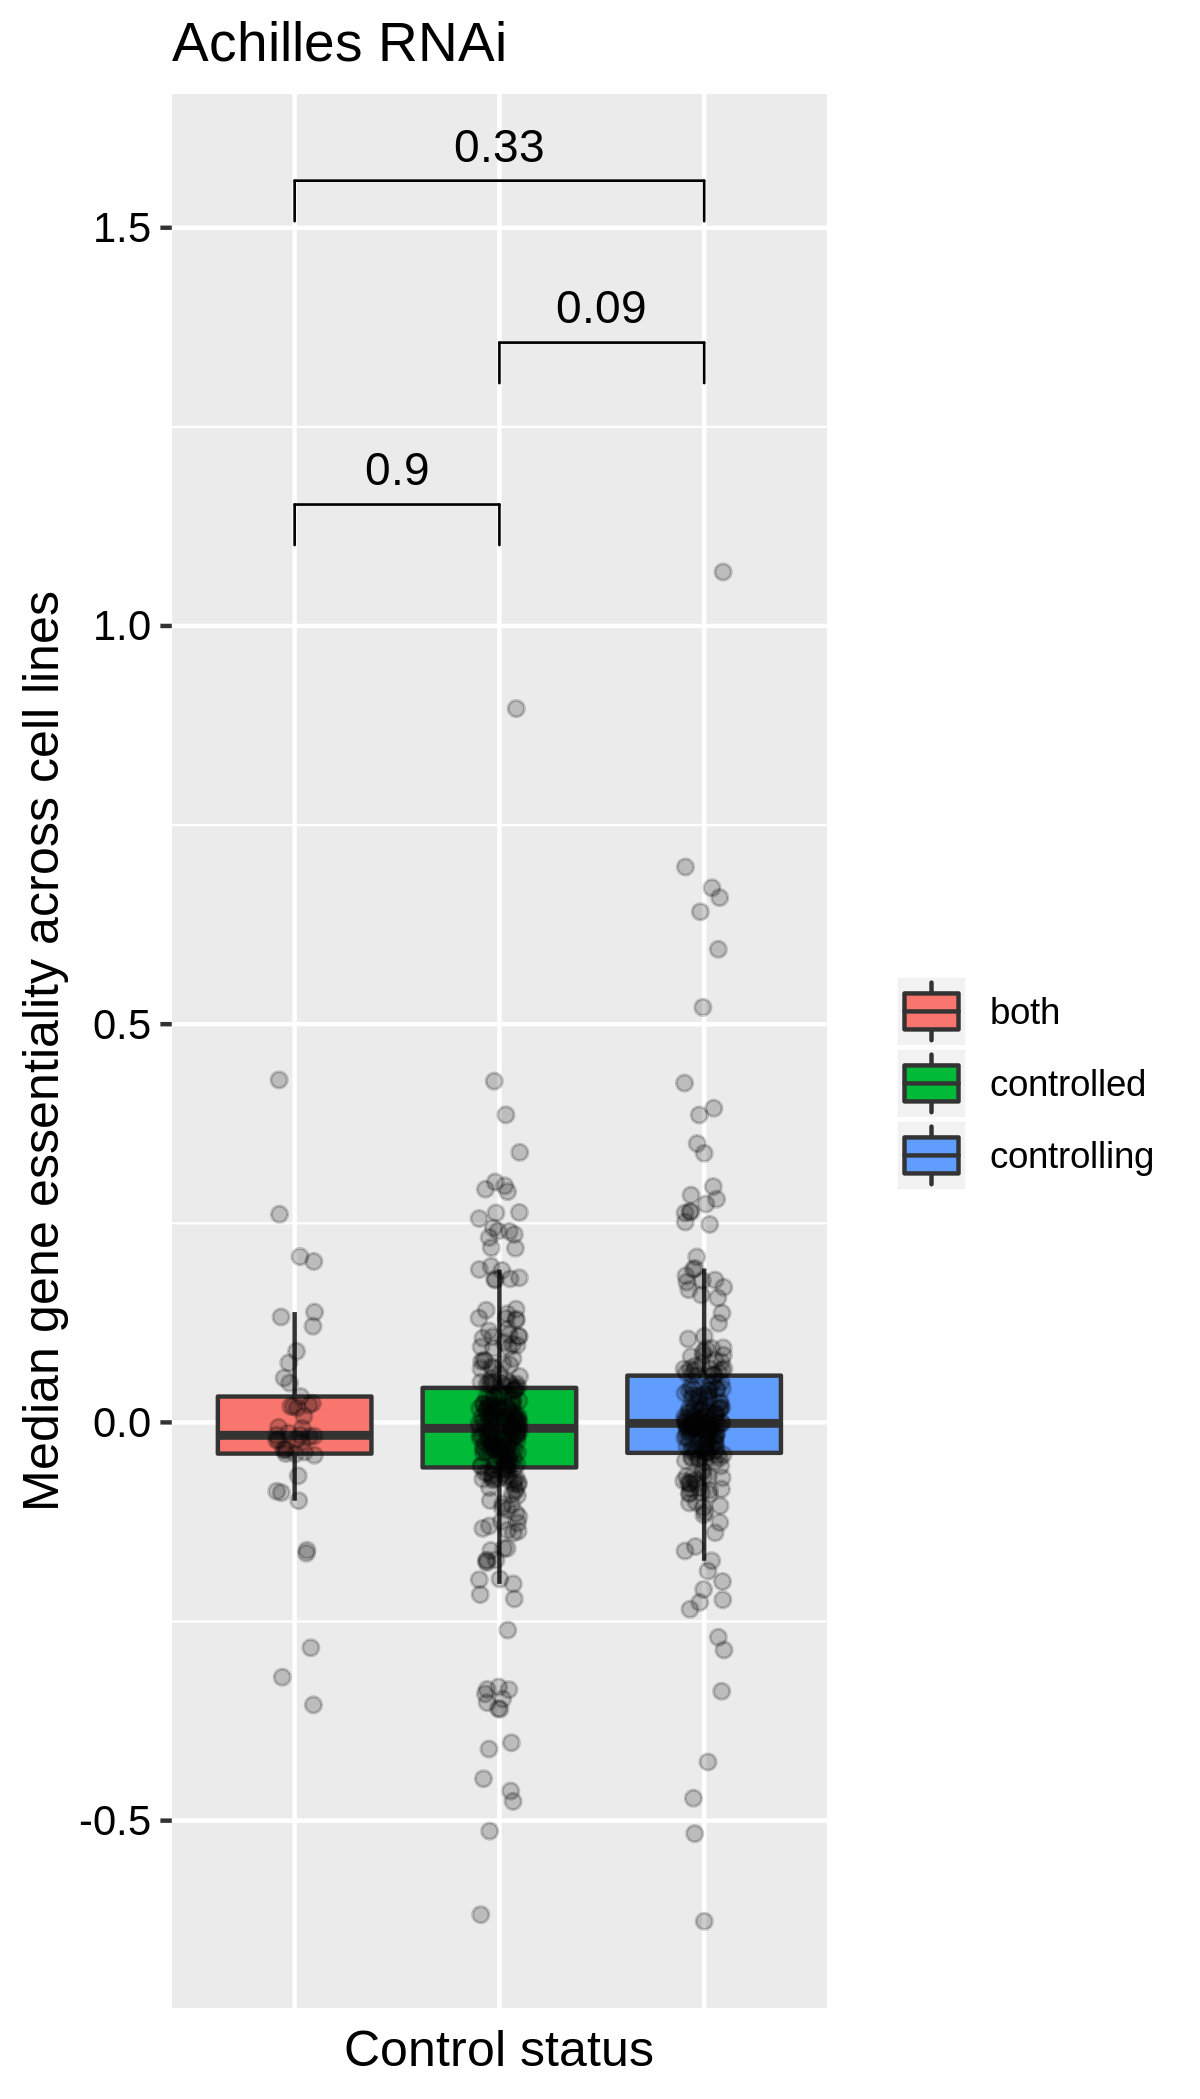 Achilles RNAi
0.33
1.5
0.09
0.9
1.0
0.5
0.0
-0.5
Median gene essentiality across cell lines
Control status
both
controlled
controlling